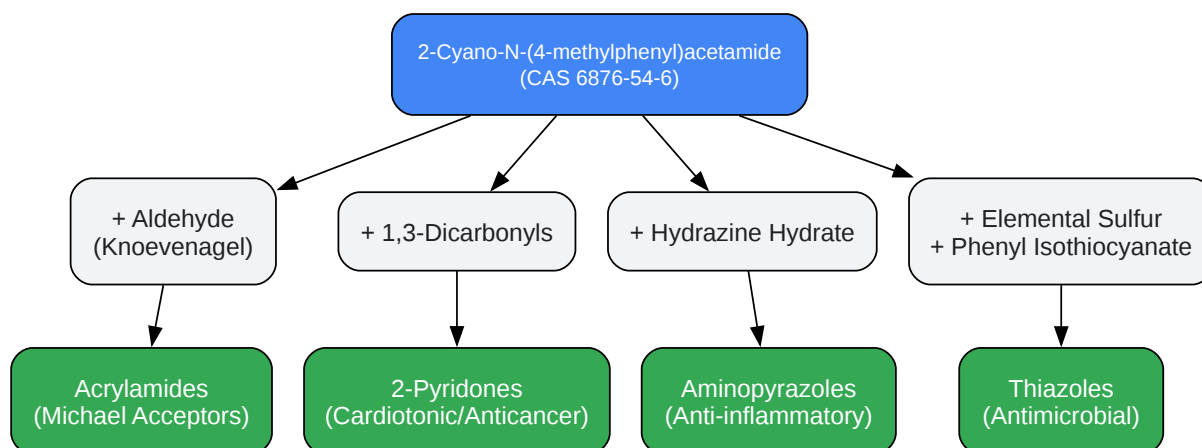 2-Cyano-N-(4-methylphenyl)acetamide
(CAS 6876-54-6)
+ Aldehyde
(Knoevenagel)
+ 1,3-Dicarbonyls
+ Hydrazine Hydrate
+ Elemental Sulfur
+ Phenyl Isothiocyanate
Acrylamides
(Michael Acceptors)
2-Pyridones
(Cardiotonic/Anticancer)
Aminopyrazoles
(Anti-inflammatory)
Thiazoles
(Antimicrobial)